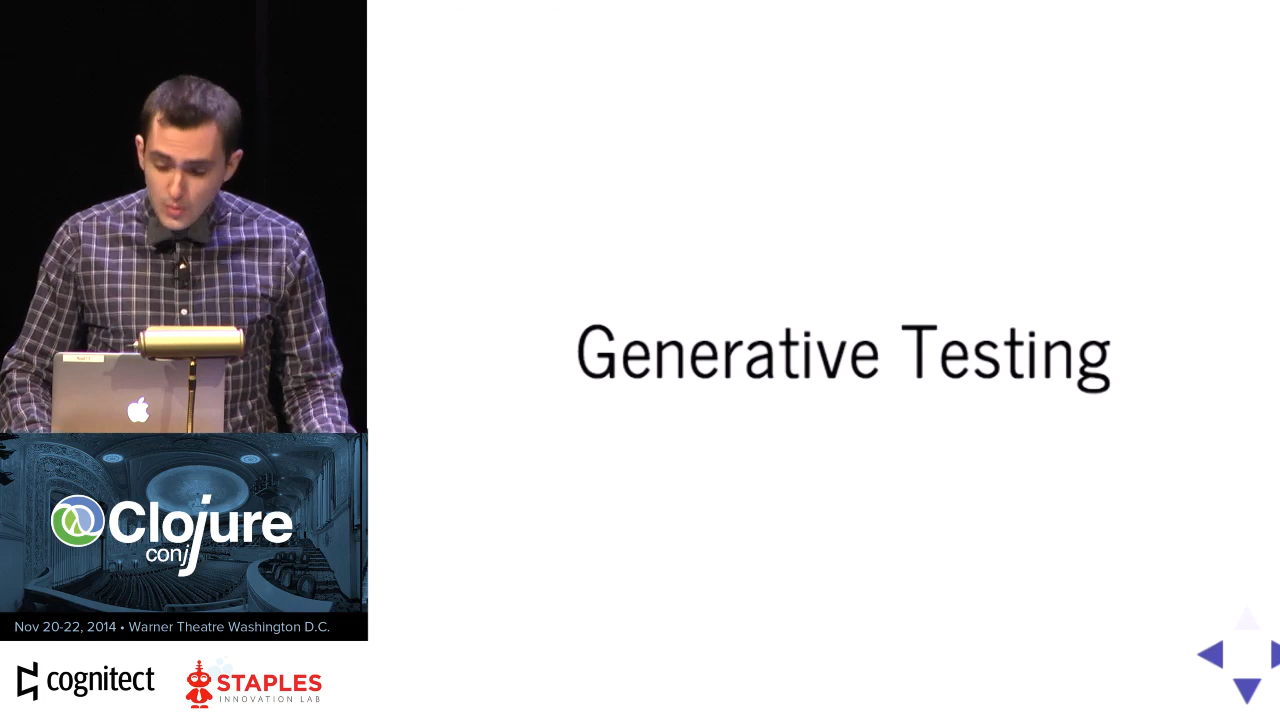 Generative Testing
Clojure
conj
Nov 20-22, 2014 • Warner Theatre Washington D.C.
cognitect
STAPLES
INNOVATION LAB